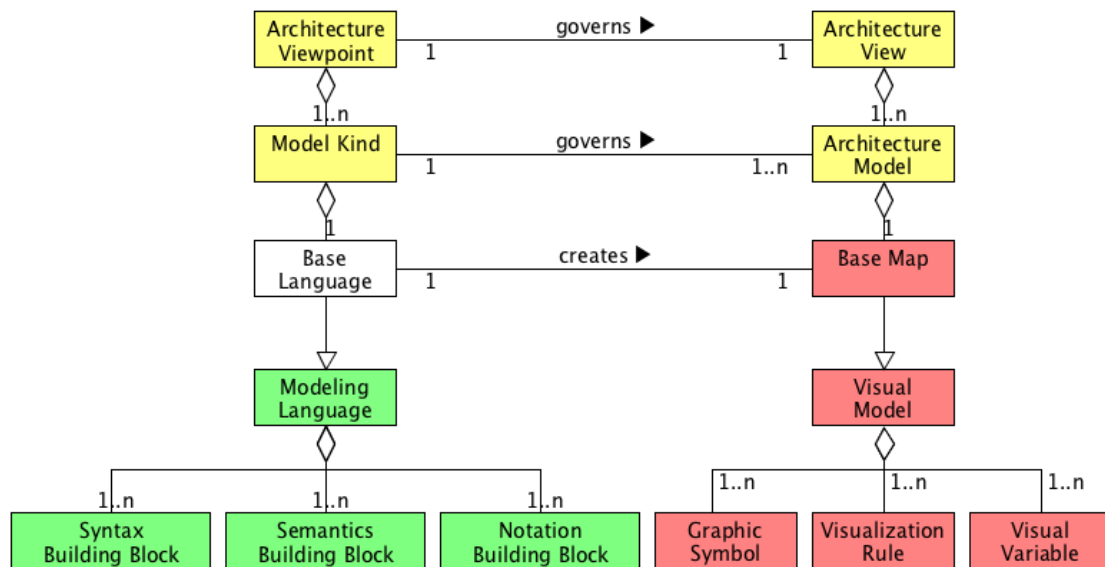 Architecture
Viewpoint
governs ▶
1
1
Architecture
View
1..n
1..n
Model Kind
governs ▶
1
1..n
Architecture
Model
1
1
Base
Language
creates ▶
1
1
Base Map
Modeling
Language
Visual
Model
1..n
1..n
1..n
1..n
1..n
1..n
Syntax
Building Block
Semantics
Building Block
Notation
Building Block
Graphic
Symbol
Visualization
Rule
Visual
Variable